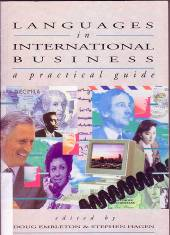 LANGUAGES
in
INTERNATIONAL
BUSINESS
a practical guide
edited by
DOUG EMBLETON & STEPHEN HAGEN